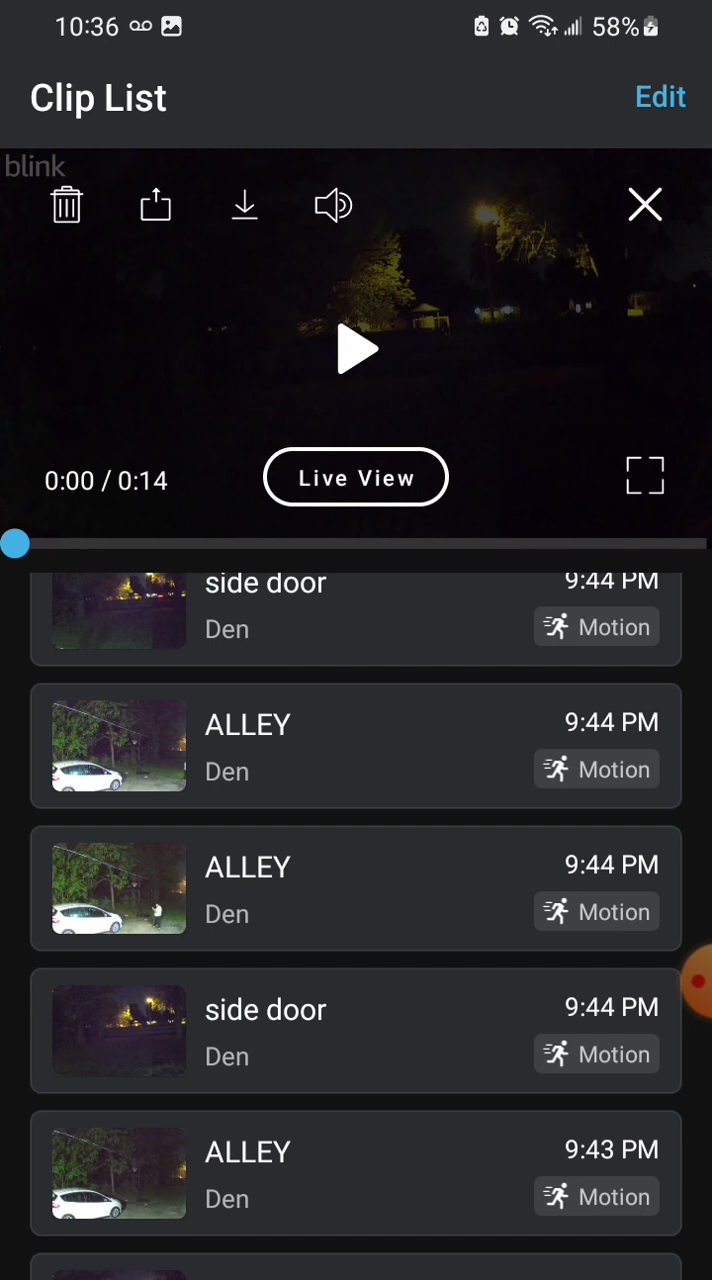 10:36 58%
Clip List Edit
blink
0:00 / 0:14 Live View
side door 9:44 PM
Den Motion
ALLEY 9:44 PM
Den Motion
ALLEY 9:44 PM
Den Motion
side door 9:44 PM
Den Motion
ALLEY 9:43 PM
Den Motion